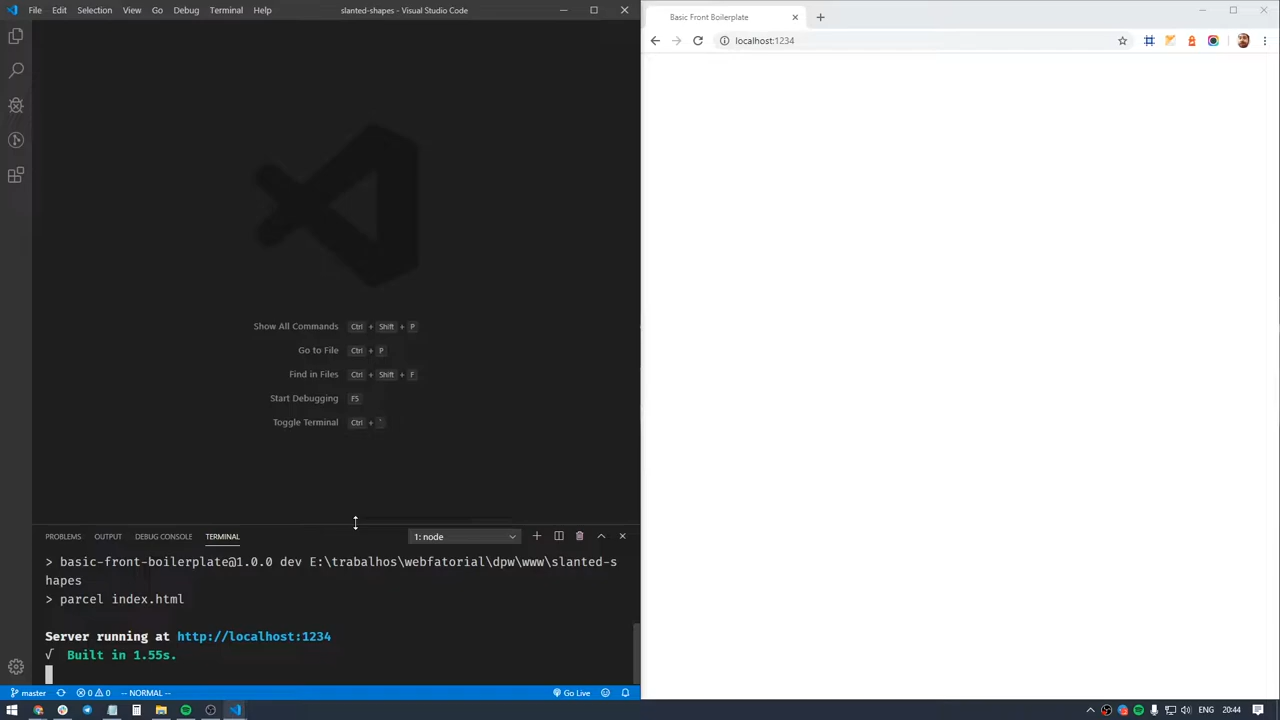 File Edit Selection View Go Debug Terminal Help
slanted-shapes - Visual Studio Code
Basic Front Boilerplate
localhost:1234
Show All Commands Ctrl + Shift + P
Go to File Ctrl + P
Find in Files Ctrl + Shift + F
Start Debugging F5
Toggle Terminal Ctrl + `
PROBLEMS OUTPUT DEBUG CONSOLE TERMINAL 1: node
> basic-front-boilerplate@1.0.0 dev E:\trabalhos\webfatorial\dpw\www\slanted-s
hapes
> parcel index.html
Server running at http://localhost:1234
√ Built in 1.55s.
master 0 0 -- NORMAL -- Go Live
ENG 20:44